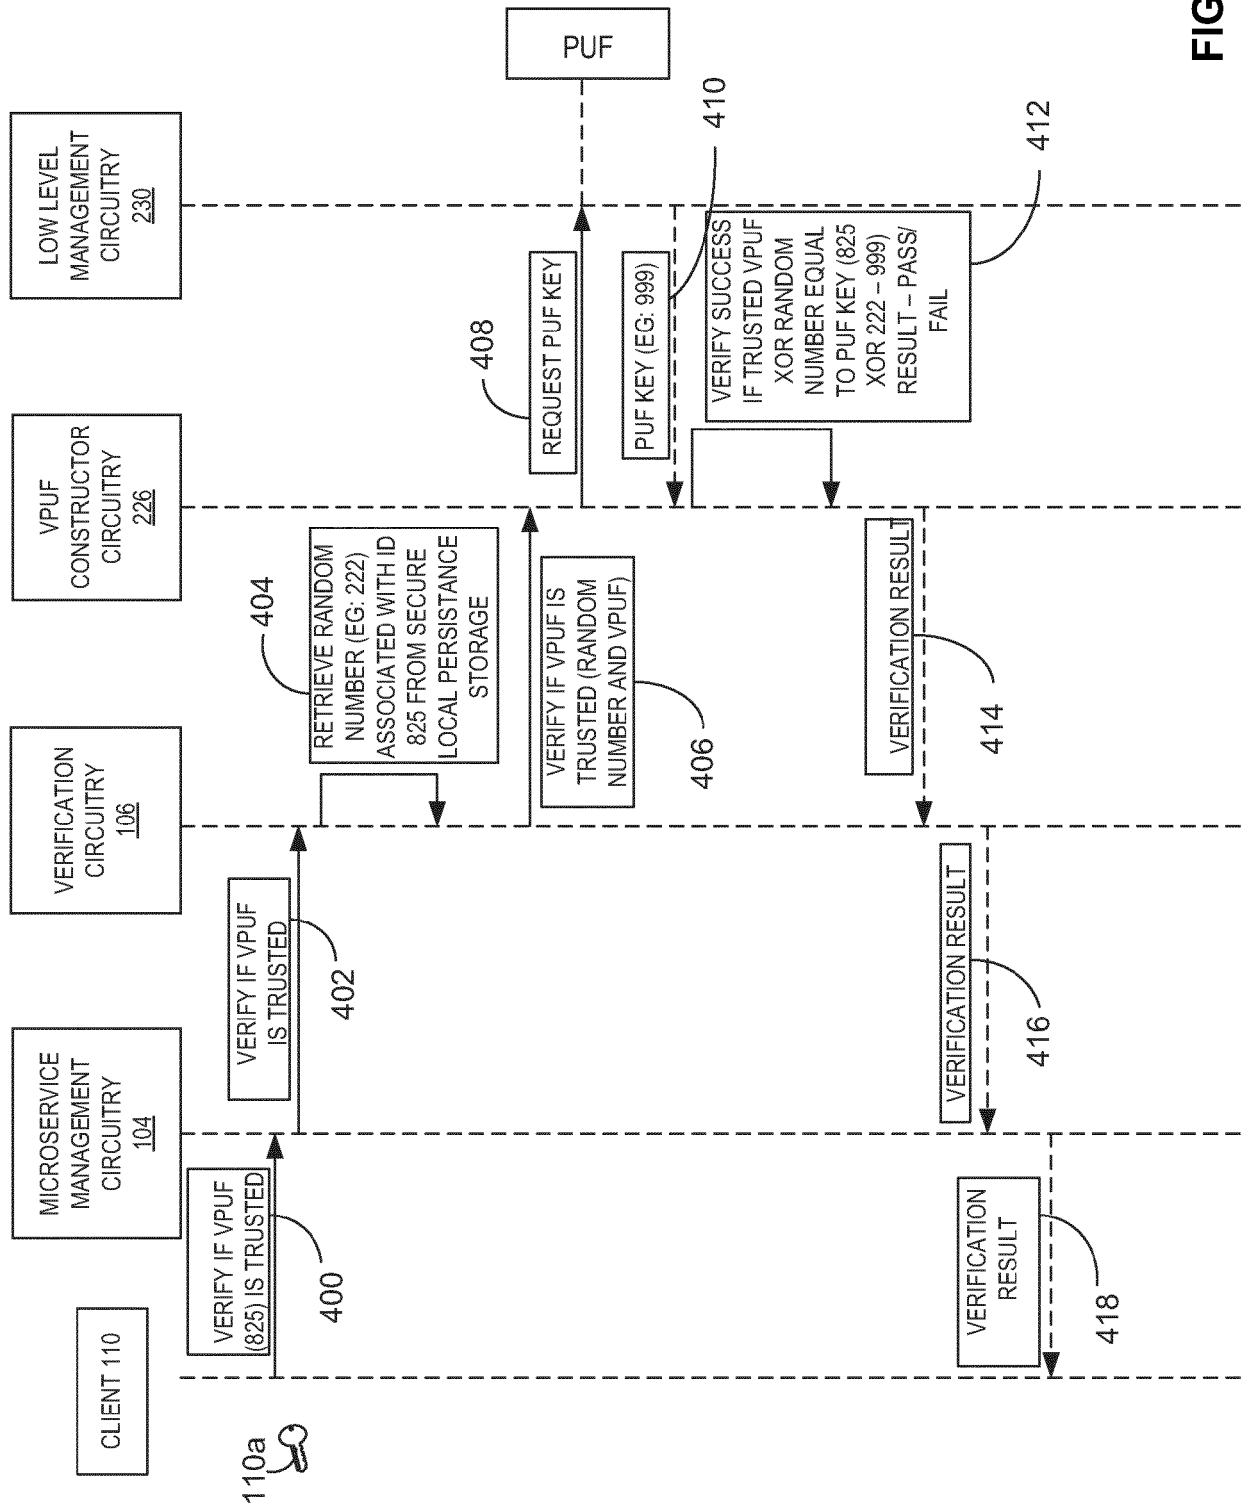 CLIENT 110
110a
MICROSERVICE
MANAGEMENT
CIRCUITRY
104
VERIFICATION
CIRCUITRY
106
VPUF
CONSTRUCTOR
CIRCUITRY
226
LOW LEVEL
MANAGEMENT
CIRCUITRY
230
PUF
VERIFY IF VPUF
(825) IS TRUSTED
400
VERIFY IF VPUF
IS TRUSTED
402
RETRIEVE RANDOM
NUMBER (EG: 222)
ASSOCIATED WITH ID
825 FROM SECURE
LOCAL PERSISTANCE
STORAGE
404
VERIFY IF VPUF IS
TRUSTED (RANDOM
NUMBER AND VPUF)
406
REQUEST PUF KEY
408
PUF KEY (EG: 999)
410
VERIFY SUCCESS
IF TRUSTED VPUF
XOR RANDOM
NUMBER EQUAL
TO PUF KEY (825
XOR 222 – 999)
RESULT – PASS/
FAIL
412
VERIFICATION RESULT
414
VERIFICATION RESULT
416
VERIFICATION
RESULT
418
FIG